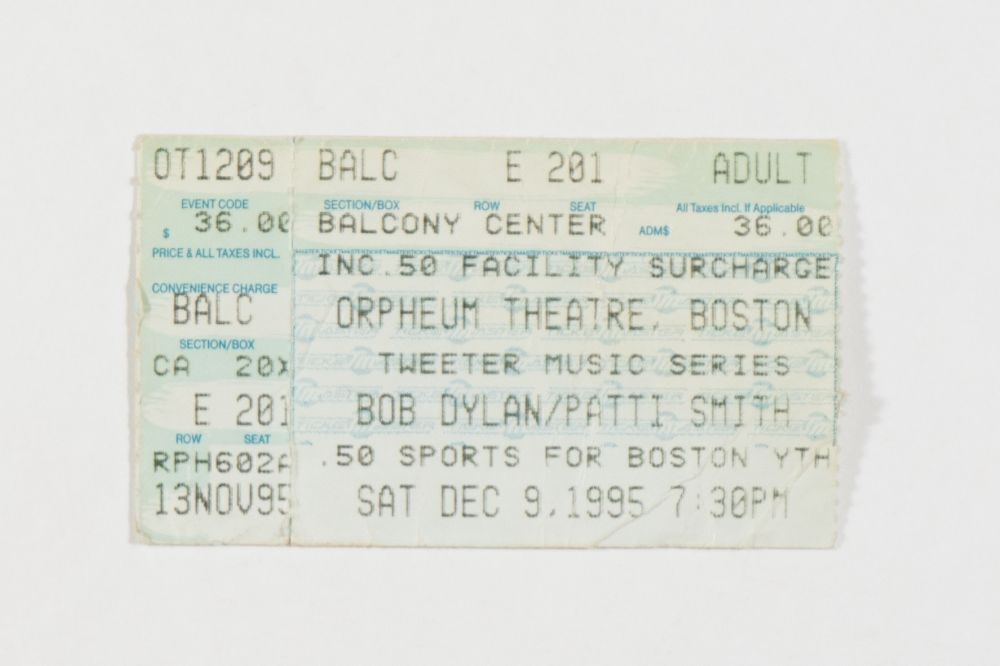 OT1209 BALC E 201 ADULT
EVENT CODE SECTION/BOX ROW SEAT All Taxes Incl. If Applicable
$ 36.00 BALCONY CENTER ADM$ 36.00
PRICE & ALL TAXES INCL.
INC.50 FACILITY SURCHARGE
CONVENIENCE CHARGE
BALC ORPHEUM THEATRE, BOSTON
SECTION/BOX
CA 20X TWEETER MUSIC SERIES
E 201 BOB DYLAN/PATTI SMITH
ROW SEAT
RPH602A .50 SPORTS FOR BOSTON YTH
13NOV95 SAT DEC 9,1995 7:30PM